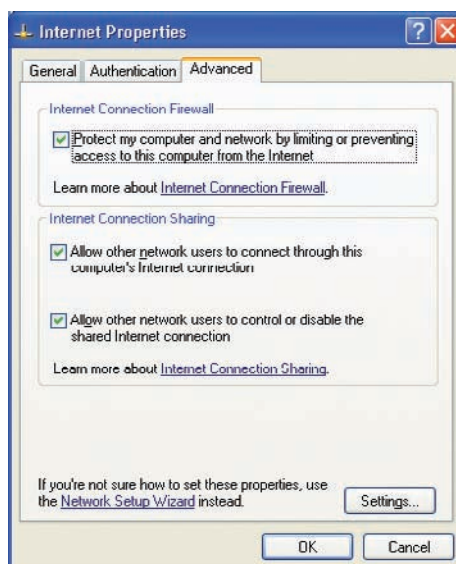 Internet Properties
General Authentication Advanced
Internet Connection Firewall
Protect my computer and network by limiting or preventing
access to this computer from the Internet
Learn more about Internet Connection Firewall.
Internet Connection Sharing
Allow other network users to connect through this
computer's Internet connection
Allow other network users to control or disable the
shared Internet connection
Learn more about Internet Connection Sharing.
If you're not sure how to set these properties, use
the Network Setup Wizard instead.
Settings...
OK Cancel